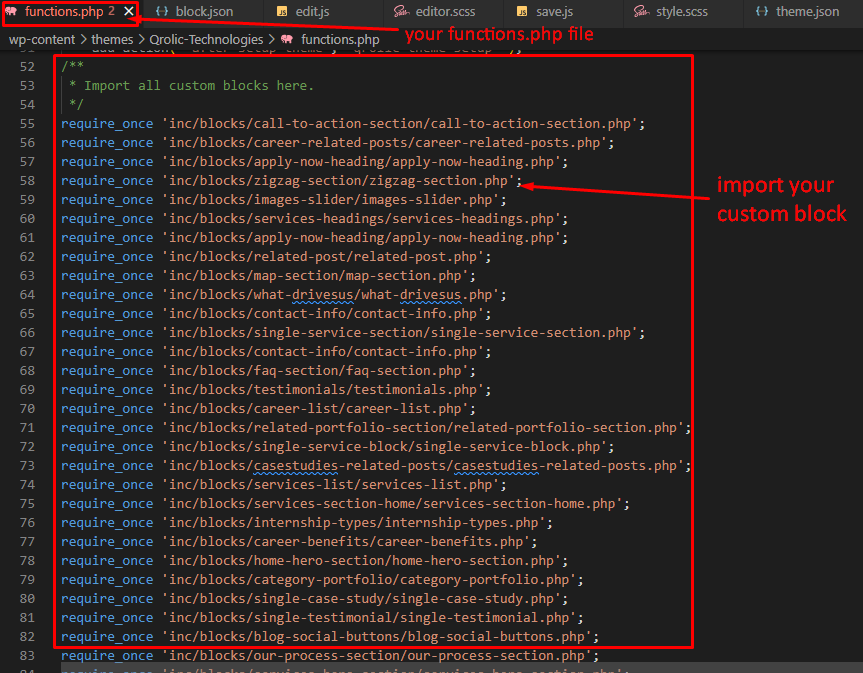 functions.php 2 block.json edit.js editor.scss save.js style.scss theme.json
wp-content > themes > Qrolic-Technologies > functions.php
your functions.php file
52 /**
53 * Import all custom blocks here.
54 */
55 require_once 'inc/blocks/call-to-action-section/call-to-action-section.php';
56 require_once 'inc/blocks/career-related-posts/career-related-posts.php';
57 require_once 'inc/blocks/apply-now-heading/apply-now-heading.php';
58 require_once 'inc/blocks/zigzag-section/zigzag-section.php';
import your
custom block
59 require_once 'inc/blocks/images-slider/images-slider.php';
60 require_once 'inc/blocks/services-headings/services-headings.php';
61 require_once 'inc/blocks/apply-now-heading/apply-now-heading.php';
62 require_once 'inc/blocks/related-post/related-post.php';
63 require_once 'inc/blocks/map-section/map-section.php';
64 require_once 'inc/blocks/what-drivesus/what-drivesus.php';
65 require_once 'inc/blocks/contact-info/contact-info.php';
66 require_once 'inc/blocks/single-service-section/single-service-section.php';
67 require_once 'inc/blocks/contact-info/contact-info.php';
68 require_once 'inc/blocks/faq-section/faq-section.php';
69 require_once 'inc/blocks/testimonials/testimonials.php';
70 require_once 'inc/blocks/career-list/career-list.php';
71 require_once 'inc/blocks/related-portfolio-section/related-portfolio-section.php';
72 require_once 'inc/blocks/single-service-block/single-service-block.php';
73 require_once 'inc/blocks/casestudies-related-posts/casestudies-related-posts.php';
74 require_once 'inc/blocks/services-list/services-list.php';
75 require_once 'inc/blocks/services-section-home/services-section-home.php';
76 require_once 'inc/blocks/internship-types/internship-types.php';
77 require_once 'inc/blocks/career-benefits/career-benefits.php';
78 require_once 'inc/blocks/home-hero-section/home-hero-section.php';
79 require_once 'inc/blocks/category-portfolio/category-portfolio.php';
80 require_once 'inc/blocks/single-case-study/single-case-study.php';
81 require_once 'inc/blocks/single-testimonial/single-testimonial.php';
82 require_once 'inc/blocks/blog-social-buttons/blog-social-buttons.php';
83 require_once 'inc/blocks/our-process-section/our-process-section.php';